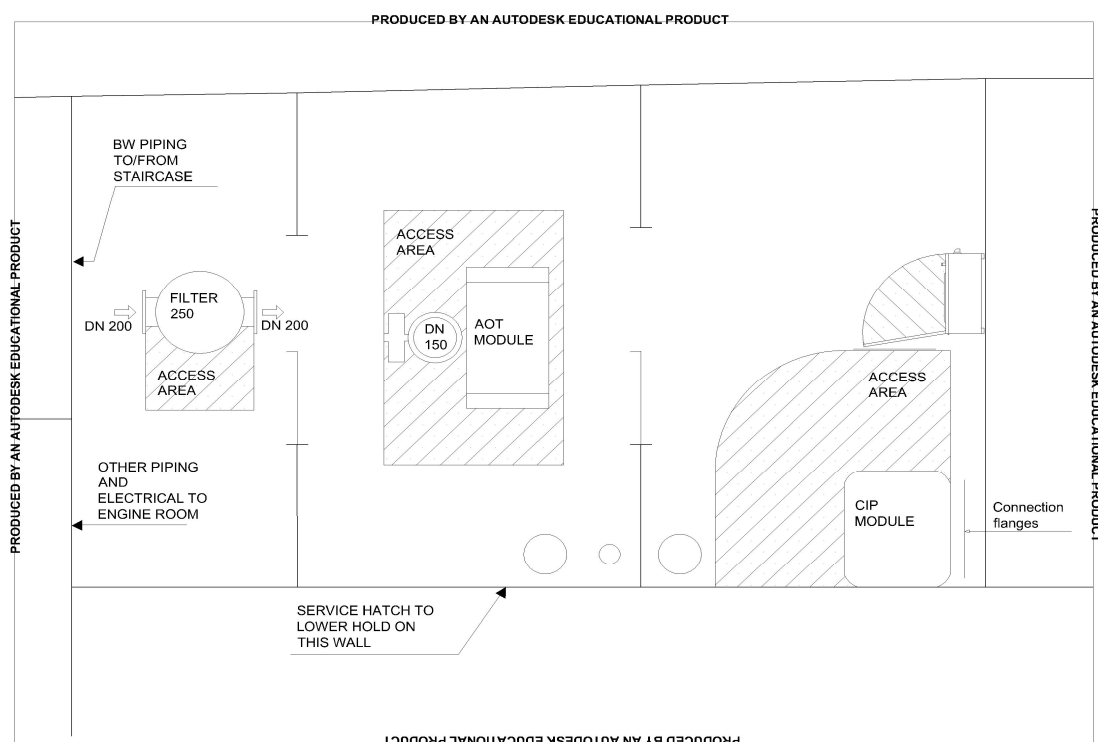 PRODUCED BY AN AUTODESK EDUCATIONAL PRODUCT
PRODUCED BY AN AUTODESK EDUCATIONAL PRODUCT
BW PIPING
TO/FROM
STAIRCASE
FILTER
250
DN 200
DN 200
ACCESS
AREA
OTHER PIPING
AND
ELECTRICAL TO
ENGINE ROOM
ACCESS
AREA
DN
150
AOT
MODULE
ACCESS
AREA
CIP
MODULE
Connection
flanges
SERVICE HATCH TO
LOWER HOLD ON
THIS WALL
PRODUCED BY AN AUTODESK EDUCATIONAL PRODUCT
PRODUCED BY AN AUTODESK EDUCATIONAL PRODUCT